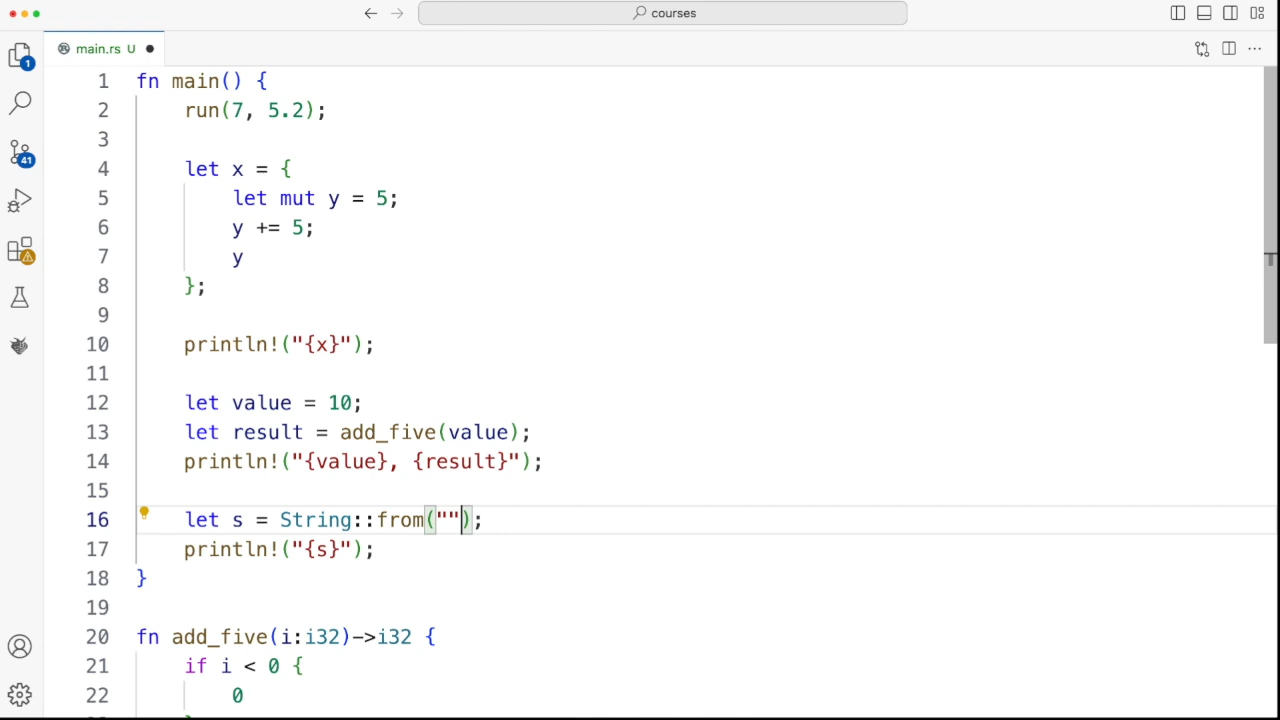 courses
main.rs U
1
41
1 fn main() {
2     run(7, 5.2);
3
4     let x = {
5         let mut y = 5;
6         y += 5;
7         y
8     };
9
10     println!("{x}");
11
12     let value = 10;
13     let result = add_five(value);
14     println!("{value}, {result}");
15
16     let s = String::from("");
17     println!("{s}");
18 }
19
20 fn add_five(i:i32)->i32 {
21     if i < 0 {
22         0